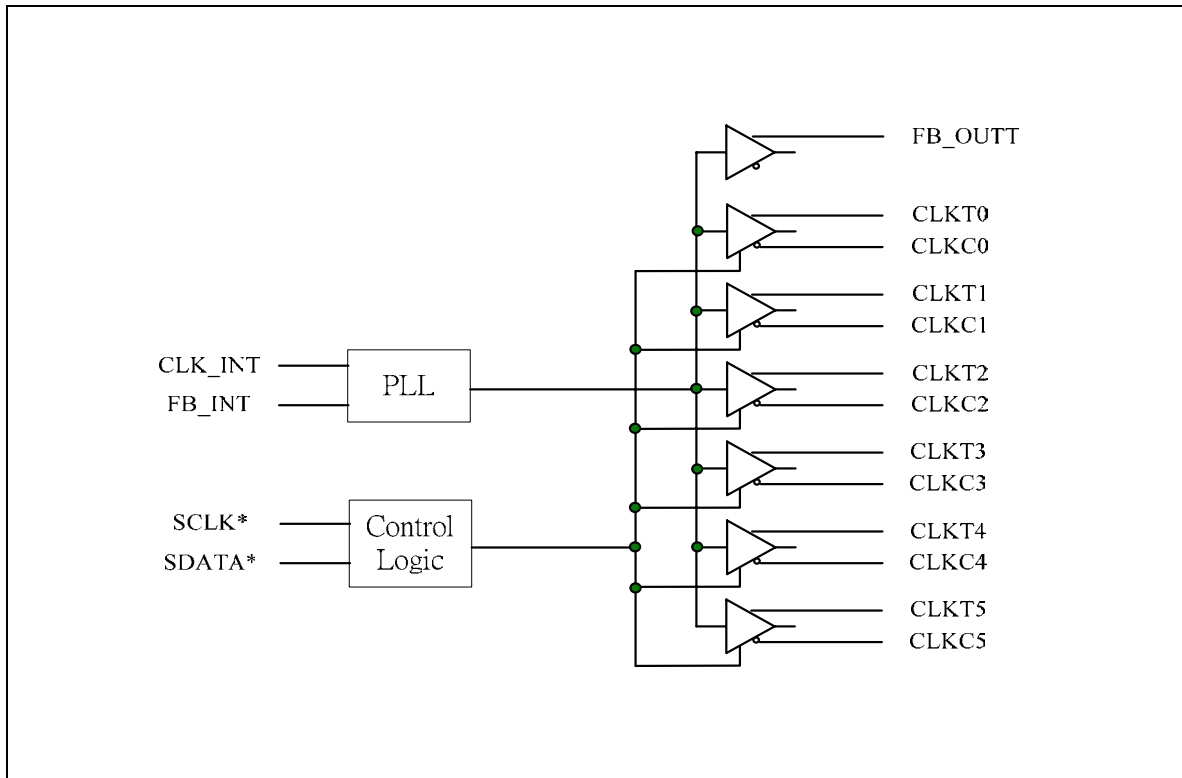 FB_OUTT
CLKT0
CLKC0
CLKT1
CLKC1
CLK_INT
FB_INT
PLL
CLKT2
CLKC2
CLKT3
CLKC3
SCLK*
SDATA*
Control
Logic
CLKT4
CLKC4
CLKT5
CLKC5